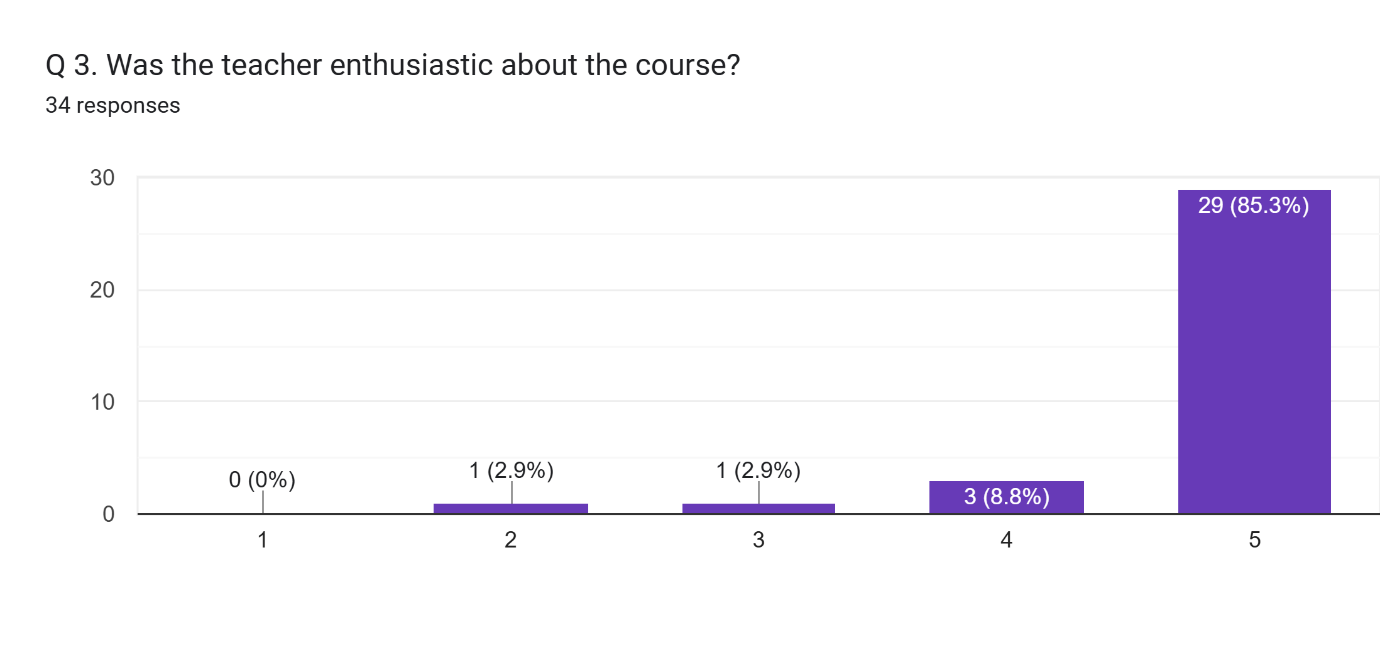 Q 3. Was the teacher enthusiastic about the course?
34 responses
30
29 (85.3%)
20
10
1 (2.9%) 1 (2.9%)
0 (0%)
3 (8.8%)
0
1 2 3 4 5